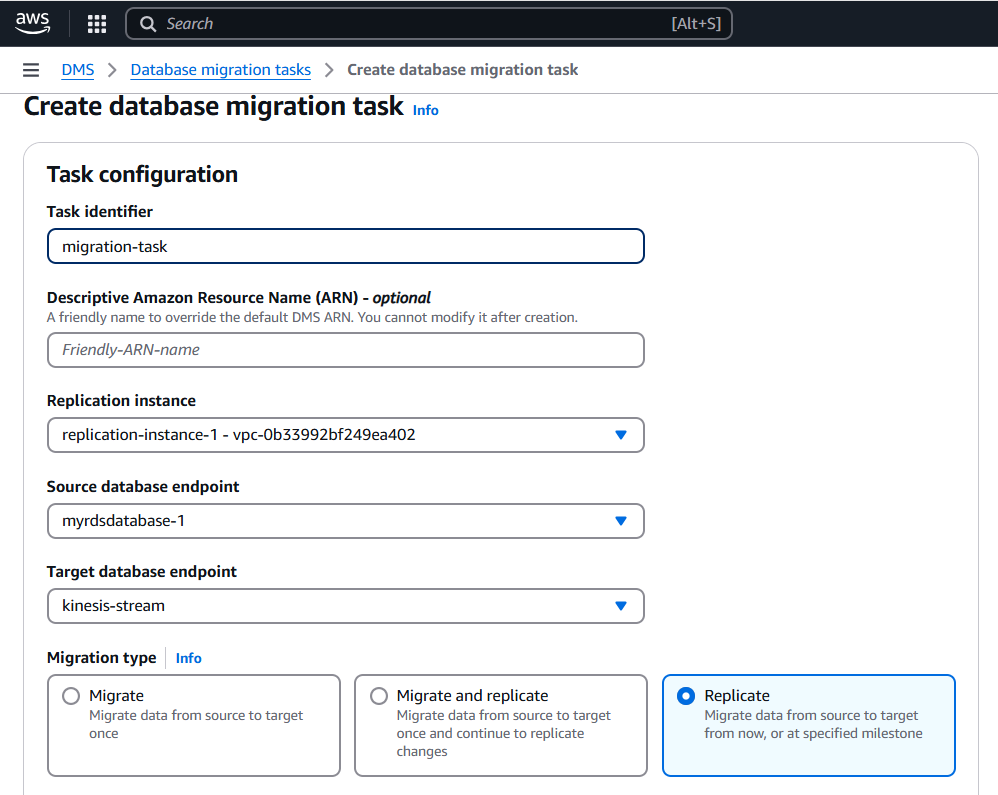 aws
Search [Alt+S]
DMS > Database migration tasks > Create database migration task
Create database migration task Info
Task configuration
Task identifier
migration-task
Descriptive Amazon Resource Name (ARN) - optional
A friendly name to override the default DMS ARN. You cannot modify it after creation.
Friendly-ARN-name
Replication instance
replication-instance-1 - vpc-0b33992bf249ea402
Source database endpoint
myrdsdatabase-1
Target database endpoint
kinesis-stream
Migration type Info
Migrate
Migrate data from source to target
once
Migrate and replicate
Migrate data from source to target
once and continue to replicate
changes
Replicate
Migrate data from source to target
from now, or at specified milestone